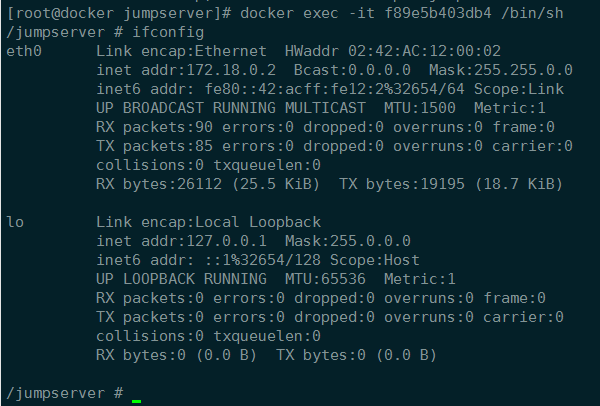 [root@docker jumpserver]# docker exec -it f89e5b403db4 /bin/sh
/jumpserver # ifconfig
eth0      Link encap:Ethernet  HWaddr 02:42:AC:12:00:02
          inet addr:172.18.0.2  Bcast:0.0.0.0  Mask:255.255.0.0
          inet6 addr: fe80::42:acff:fe12:2%32654/64 Scope:Link
          UP BROADCAST RUNNING MULTICAST  MTU:1500  Metric:1
          RX packets:90 errors:0 dropped:0 overruns:0 frame:0
          TX packets:85 errors:0 dropped:0 overruns:0 carrier:0
          collisions:0 txqueuelen:0
          RX bytes:26112 (25.5 KiB)  TX bytes:19195 (18.7 KiB)

lo        Link encap:Local Loopback
          inet addr:127.0.0.1  Mask:255.0.0.0
          inet6 addr: ::1%32654/128 Scope:Host
          UP LOOPBACK RUNNING  MTU:65536  Metric:1
          RX packets:0 errors:0 dropped:0 overruns:0 frame:0
          TX packets:0 errors:0 dropped:0 overruns:0 carrier:0
          collisions:0 txqueuelen:0
          RX bytes:0 (0.0 B)  TX bytes:0 (0.0 B)

/jumpserver #